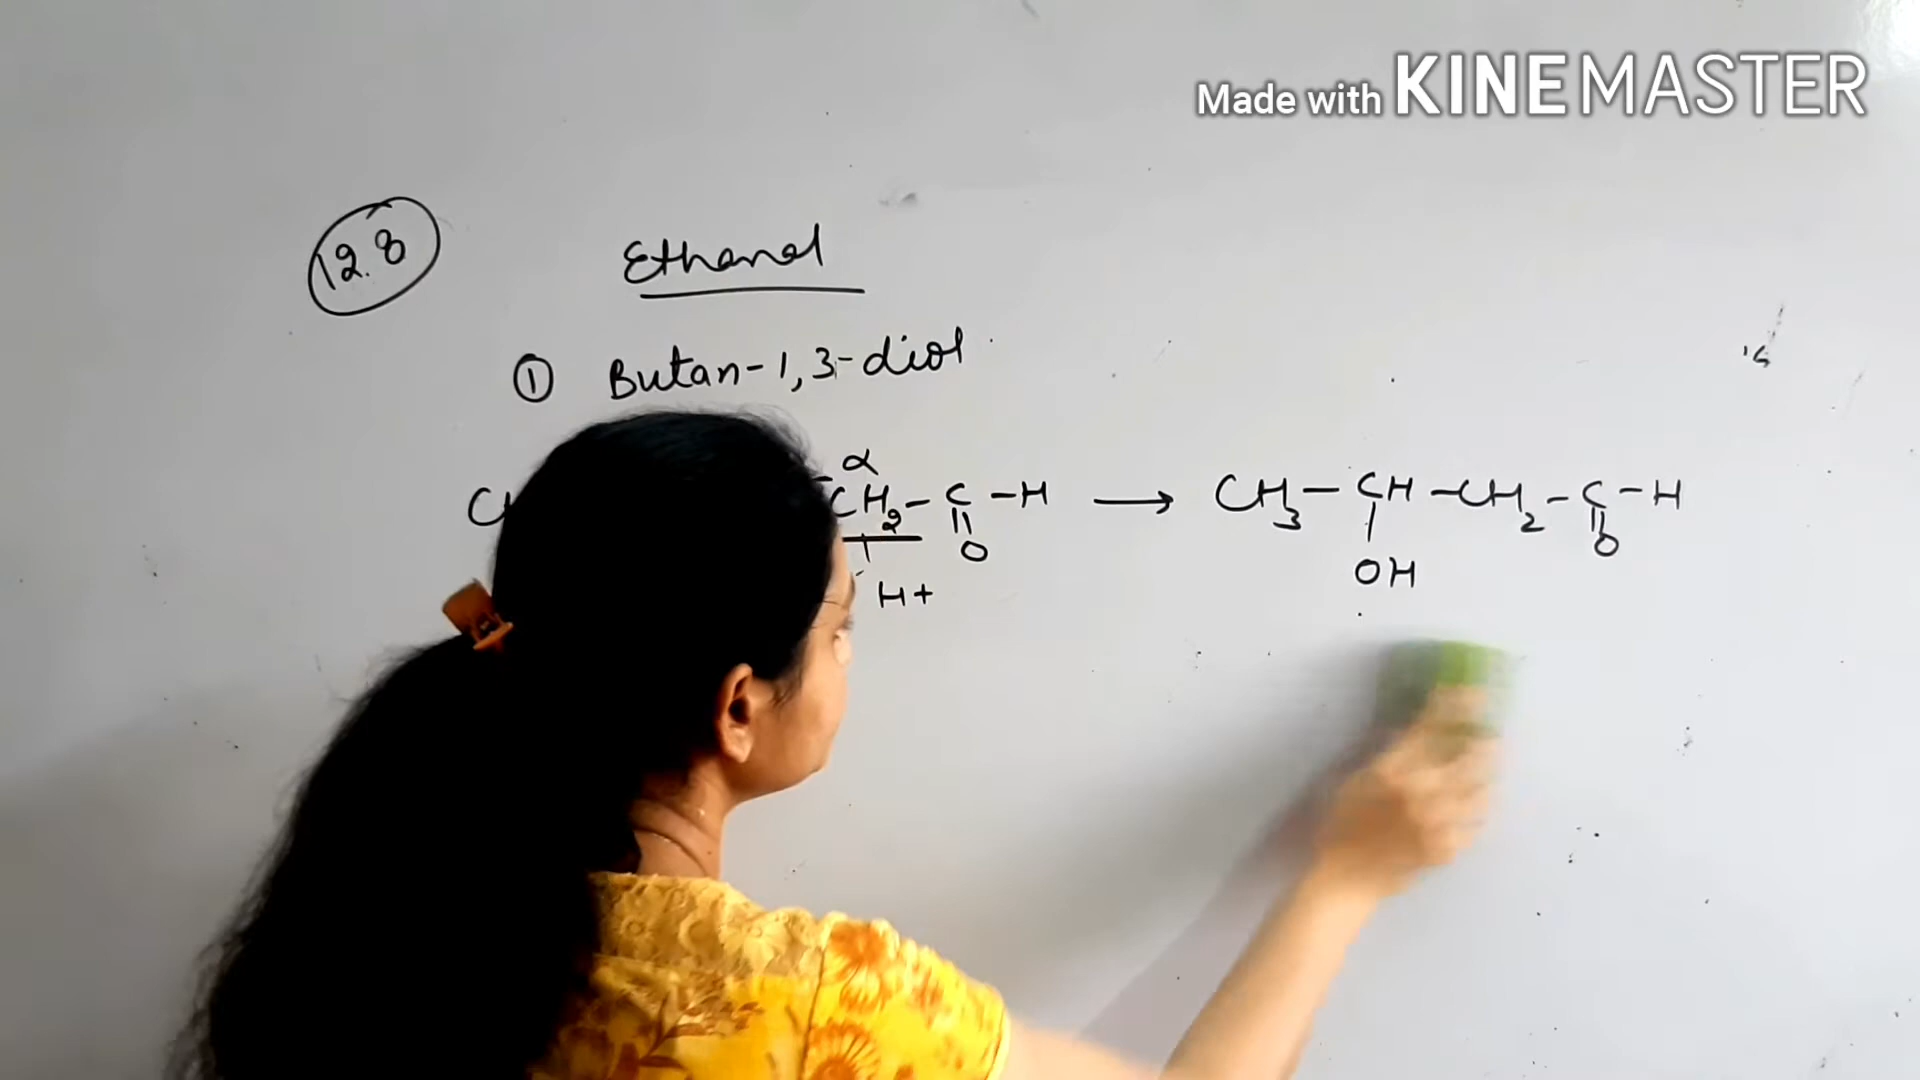 Made with KINEMASTER
12.8
Ethanal
① Butan-1,3-diol
α
CH2-C-H → CH3-CH-CH2-C-H
|| | ||
O OH O
H+